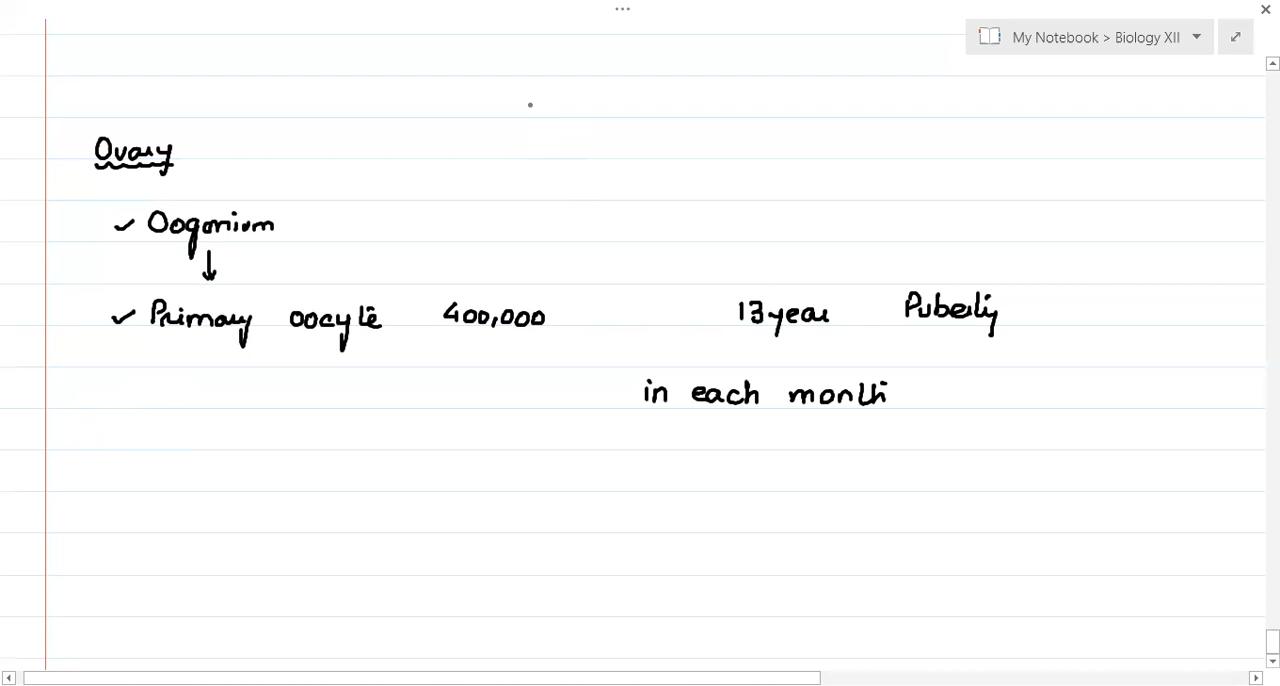 My Notebook > Biology XII
Ovary
Oogonium
Primary oocyte 400,000 13 year Puberty
in each month